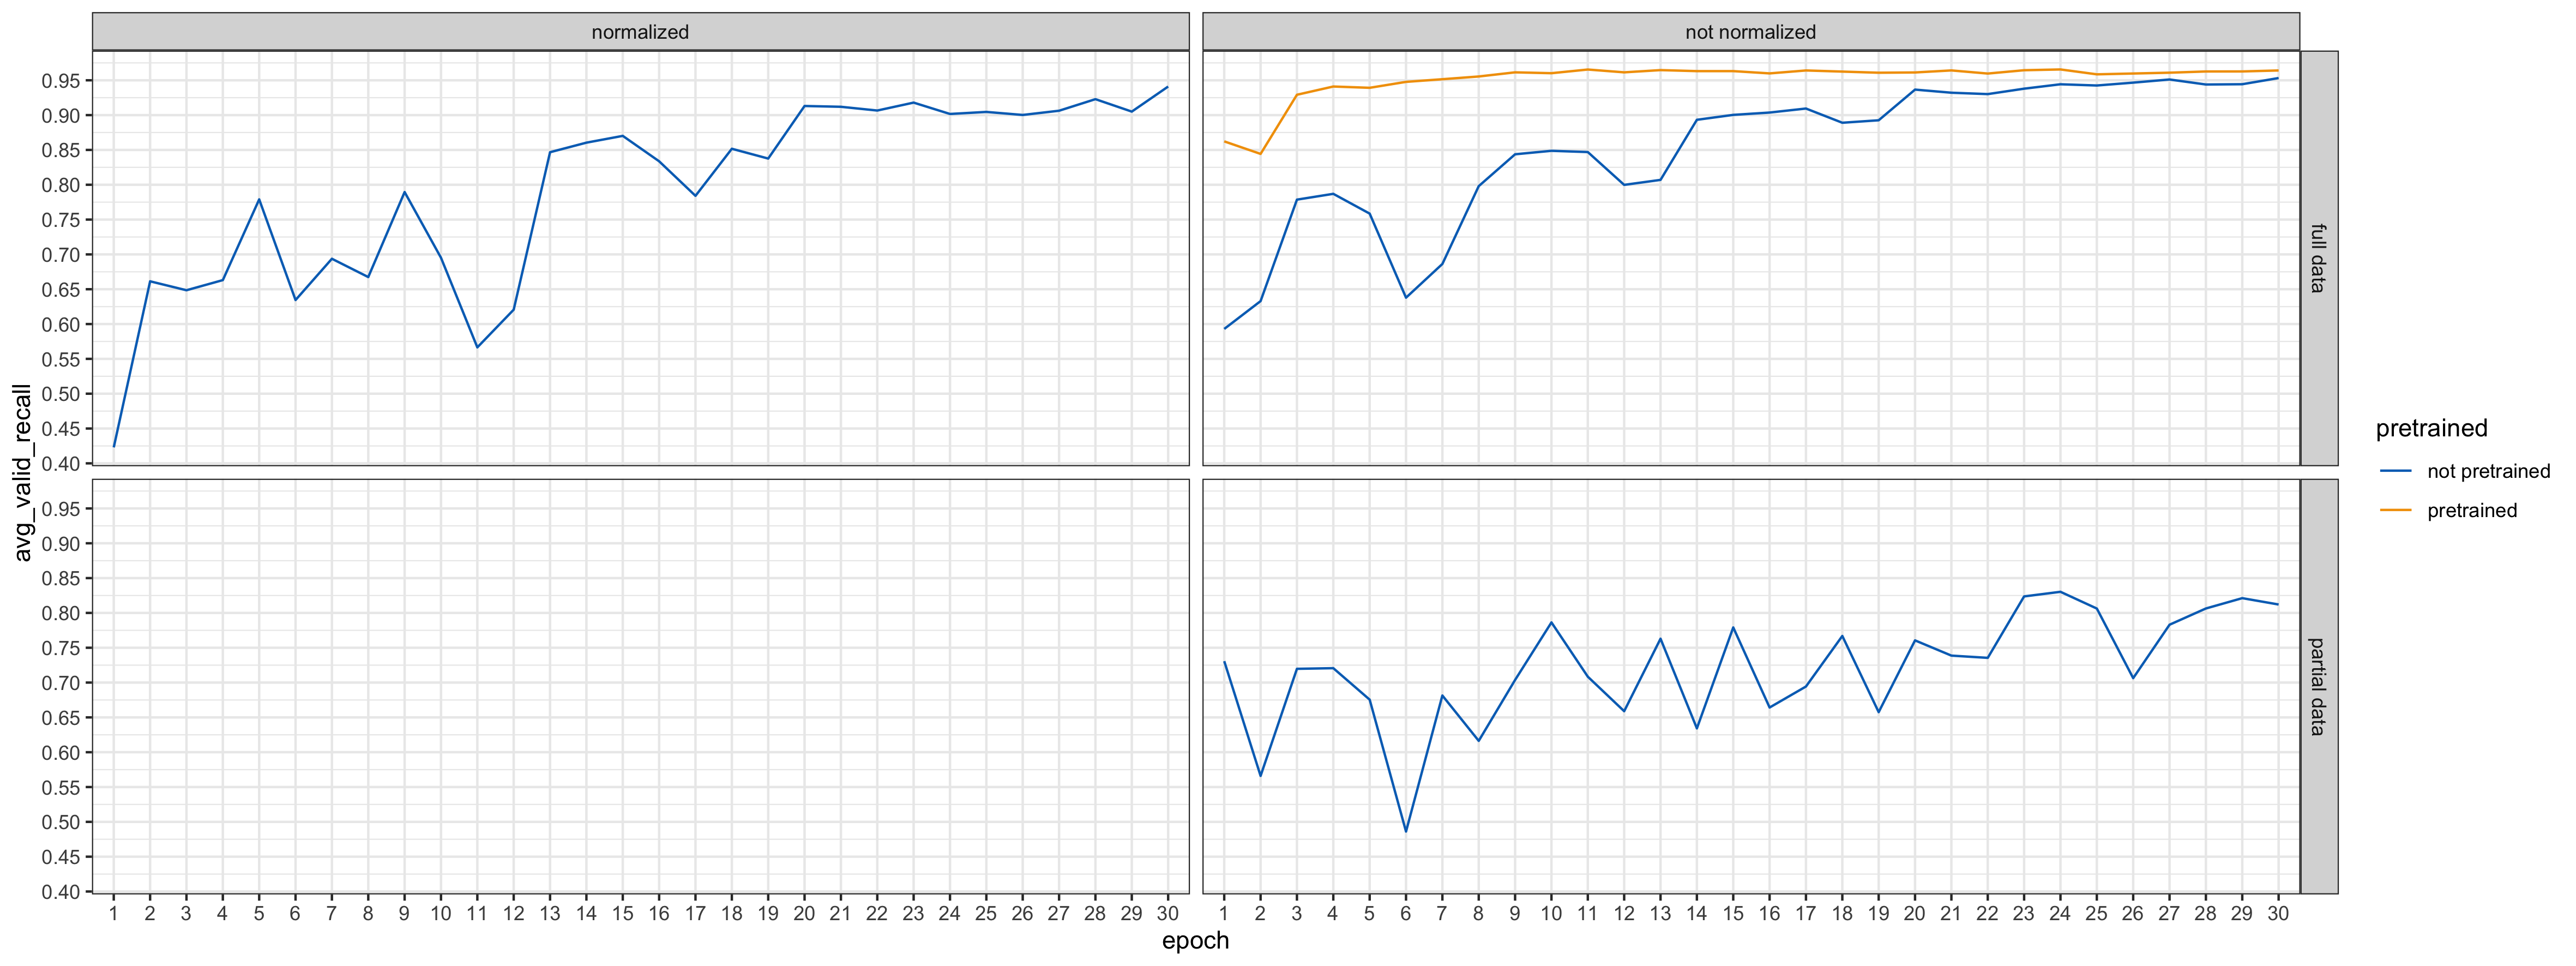 normalized
not normalized
avg_valid_recall
0.95
0.90
0.85
0.80
0.75
0.70
0.65
0.60
0.55
0.50
0.45
0.40
full data
0.95
0.90
0.85
0.80
0.75
0.70
0.65
0.60
0.55
0.50
0.45
0.40
partial data
1 2 3 4 5 6 7 8 9 10 11 12 13 14 15 16 17 18 19 20 21 22 23 24 25 26 27 28 29 30
1 2 3 4 5 6 7 8 9 10 11 12 13 14 15 16 17 18 19 20 21 22 23 24 25 26 27 28 29 30
epoch
pretrained
not pretrained
pretrained